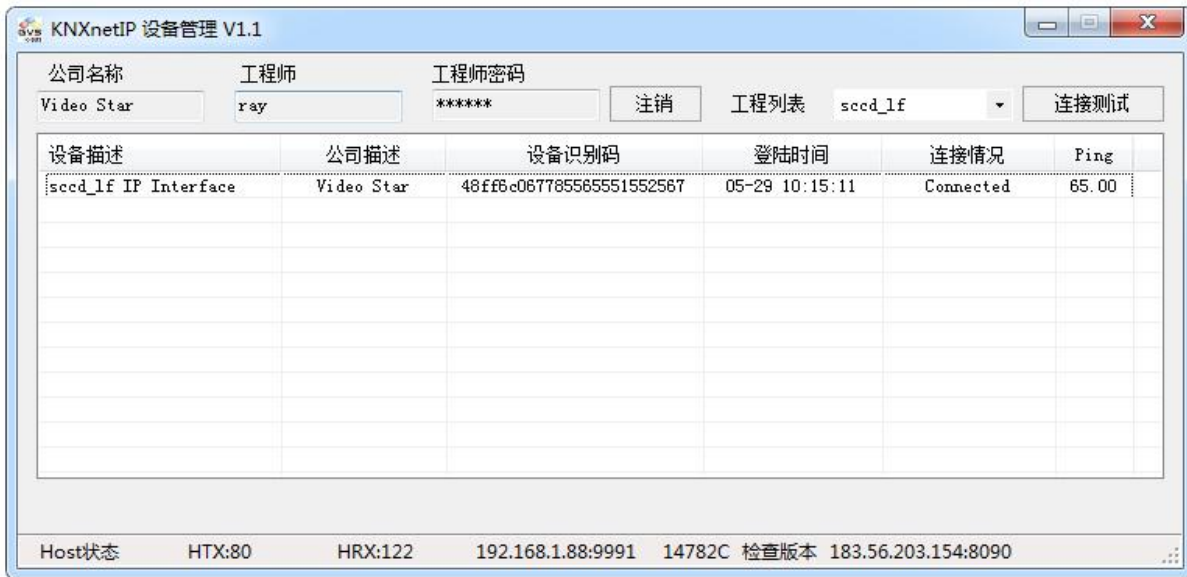 KNXnetIP 设备管理 V1.1
公司名称 工程师 工程师密码
Video Star ray ****** 注销 工程列表 sccd_lf 连接测试
设备描述 公司描述 设备识别码 登陆时间 连接情况 Ping
sccd_lf IP Interface Video Star 48ff6c067785565551552567 05-29 10:15:11 Connected 65.00
Host状态 HTX:80 HRX:122 192.168.1.88:9991 14782C 检查版本 183.56.203.154:8090